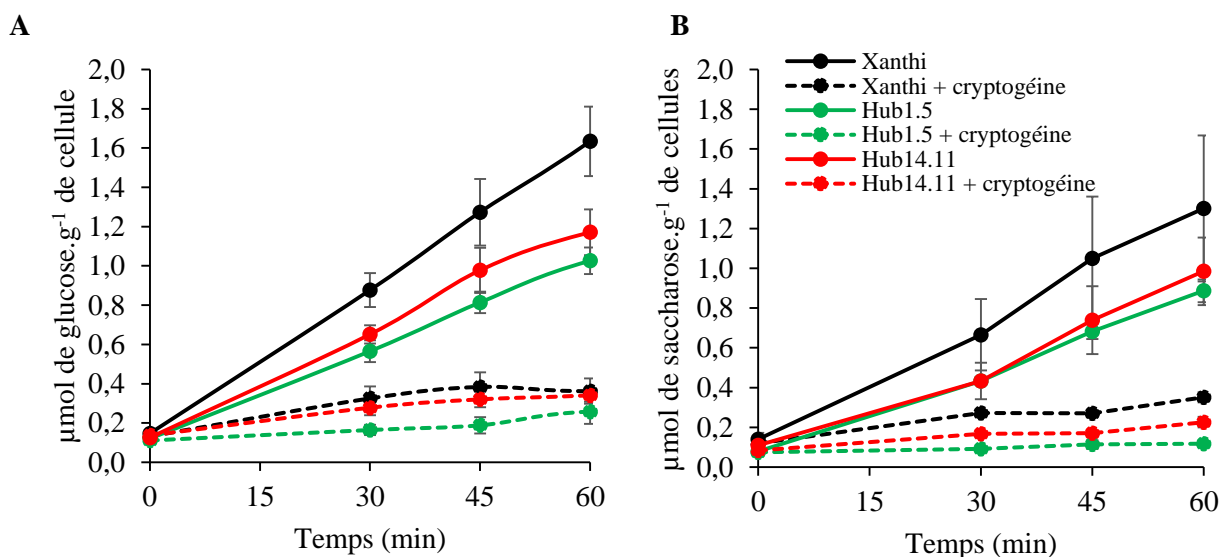 A
µmol de glucose.g⁻¹ de cellule
2,0
1,8
1,6
1,4
1,2
1,0
0,8
0,6
0,4
0,2
0,0
0
15
30
45
60
Temps (min)
B
µmol de saccharose.g⁻¹ de cellules
2,0
1,8
1,6
1,4
1,2
1,0
0,8
0,6
0,4
0,2
0,0
Xanthi
Xanthi + cryptogéine
Hub1.5
Hub1.5 + cryptogéine
Hub14.11
Hub14.11 + cryptogéine
0
15
30
45
60
Temps (min)